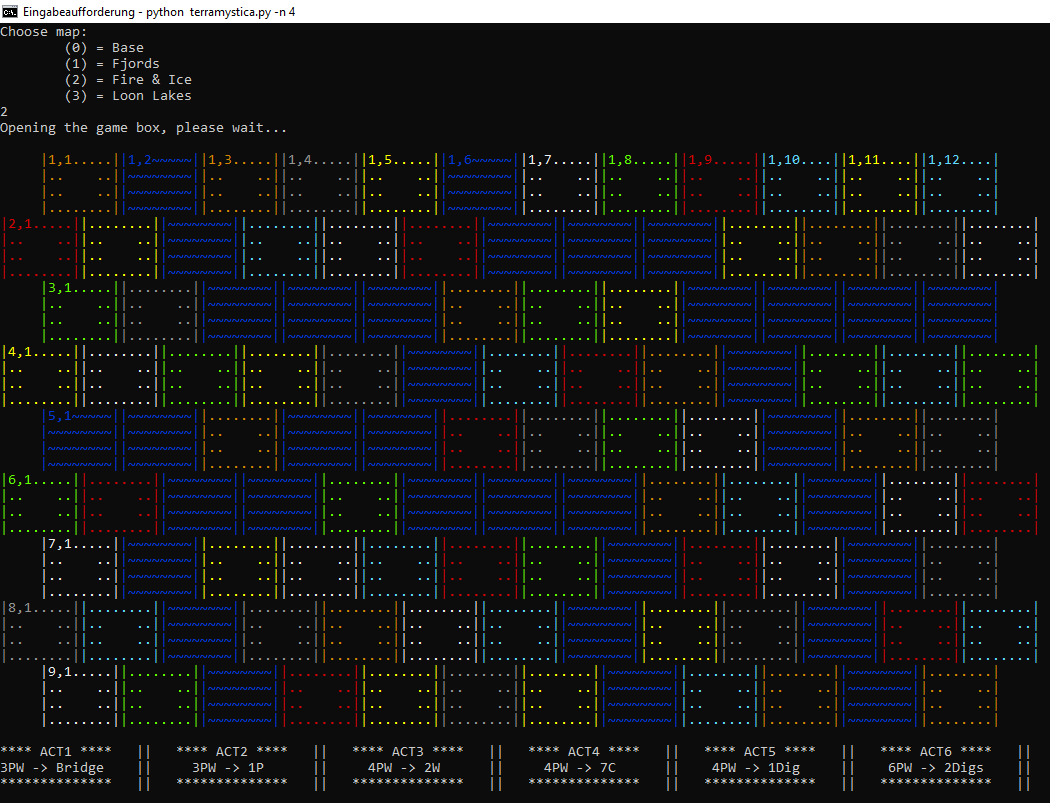 Eingabeaufforderung - python terramystica.py -n 4
Choose map:
(0) = Base
(1) = Fjords
(2) = Fire & Ice
(3) = Loon Lakes
2
Opening the game box, please wait...
1,1 1,2 1,3 1,4 1,5 1,6 1,7 1,8 1,9 1,10 1,11 1,12
2,1
3,1
4,1
5,1
6,1
7,1
8,1
9,1
**** ACT1 **** || **** ACT2 **** || **** ACT3 **** || **** ACT4 **** || **** ACT5 **** || **** ACT6 **** ||
3PW -> Bridge || 3PW -> 1P || 4PW -> 2W || 4PW -> 7C || 4PW -> 1Dig || 6PW -> 2Digs ||
************** || ************** || ************** || ************** || ************** || ************** ||